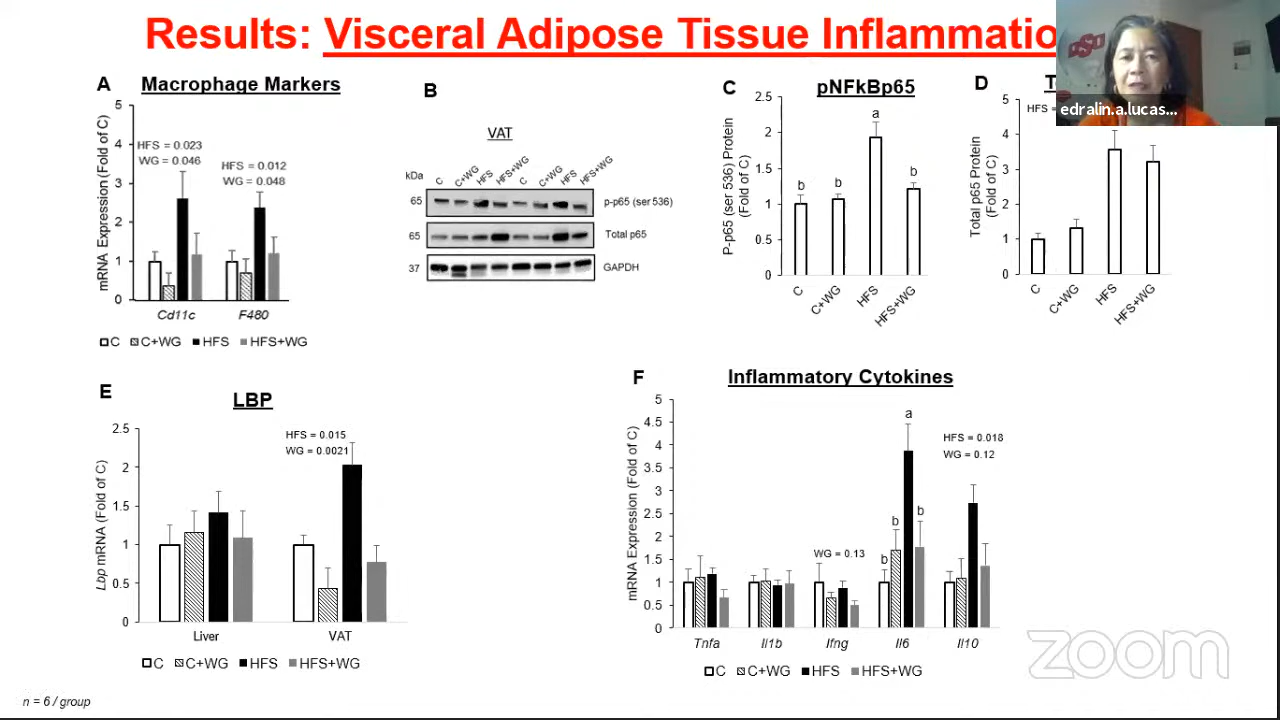 Results: Visceral Adipose Tissue Inflammatio
edralin.a.lucas...
A
Macrophage Markers
mRNA Expression (Fold of C)
5
4
3
2
1
0
HFS = 0.023
WG = 0.046
HFS = 0.012
WG = 0.048
Cd11c
F480
C
C+WG
HFS
HFS+WG
B
VAT
kDa
C
C+WG
HFS
HFS+WG
C
C+WG
HFS
HFS+WG
65
p-p65 (ser 536)
65
Total p65
37
GAPDH
C
pNFkBp65
P-p65 (ser 536) Protein
(Fold of C)
2.5
2
1.5
1
0.5
0
b
b
a
b
C
C+WG
HFS
HFS+WG
D
T
HFS =
Total p65 Protein
(Fold of C)
5
4
3
2
1
0
C
C+WG
HFS
HFS+WG
E
LBP
Lbp mRNA (Fold of C)
2.5
2
1.5
1
0.5
0
HFS = 0.015
WG = 0.0021
Liver
VAT
C
C+WG
HFS
HFS+WG
F
Inflammatory Cytokines
mRNA Expression (Fold of C)
5
4.5
4
3.5
3
2.5
2
1.5
1
0.5
0
WG = 0.13
b
b
a
b
HFS = 0.018
WG = 0.12
Tnfa
Il1b
Ifng
Il6
Il10
C
C+WG
HFS
HFS+WG
zoom
n = 6 / group